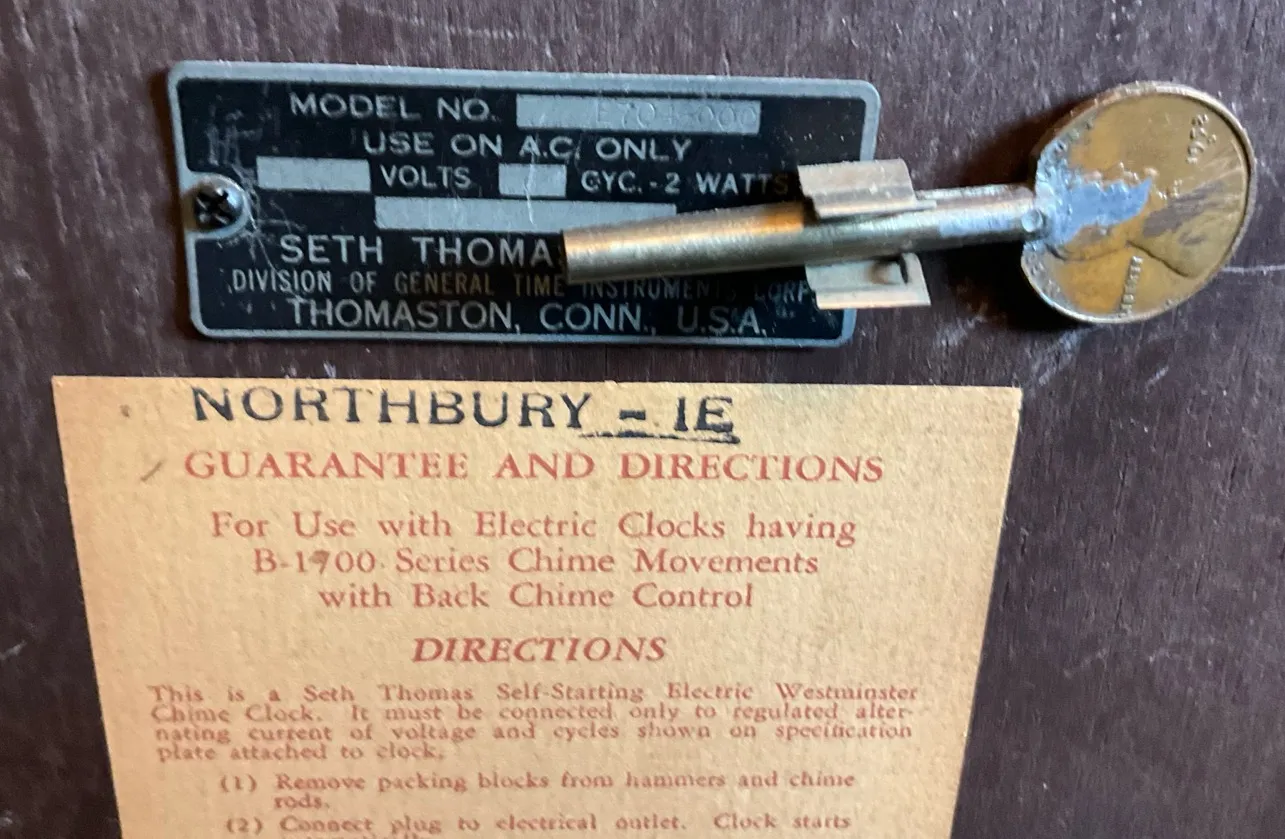 MODEL NO. E704-000
USE ON A.C. ONLY
VOLTS CYC. - 2 WATTS
SETH THOMA
DIVISION OF GENERAL TIME INSTRUMENTS CORP.
THOMASTON, CONN., U.S.A.
1978
NORTHBURY - 1E
GUARANTEE AND DIRECTIONS
For Use with Electric Clocks having
B-1700 Series Chime Movements
with Back Chime Control
DIRECTIONS
This is a Seth Thomas Self-Starting Electric Westminster
Chime Clock. It must be connected only to regulated alter-
nating current of voltage and cycles shown on specification
plate attached to clock.
(1) Remove packing blocks from hammers and chime
rods.
(2) Connect plug to electrical outlet. Clock starts